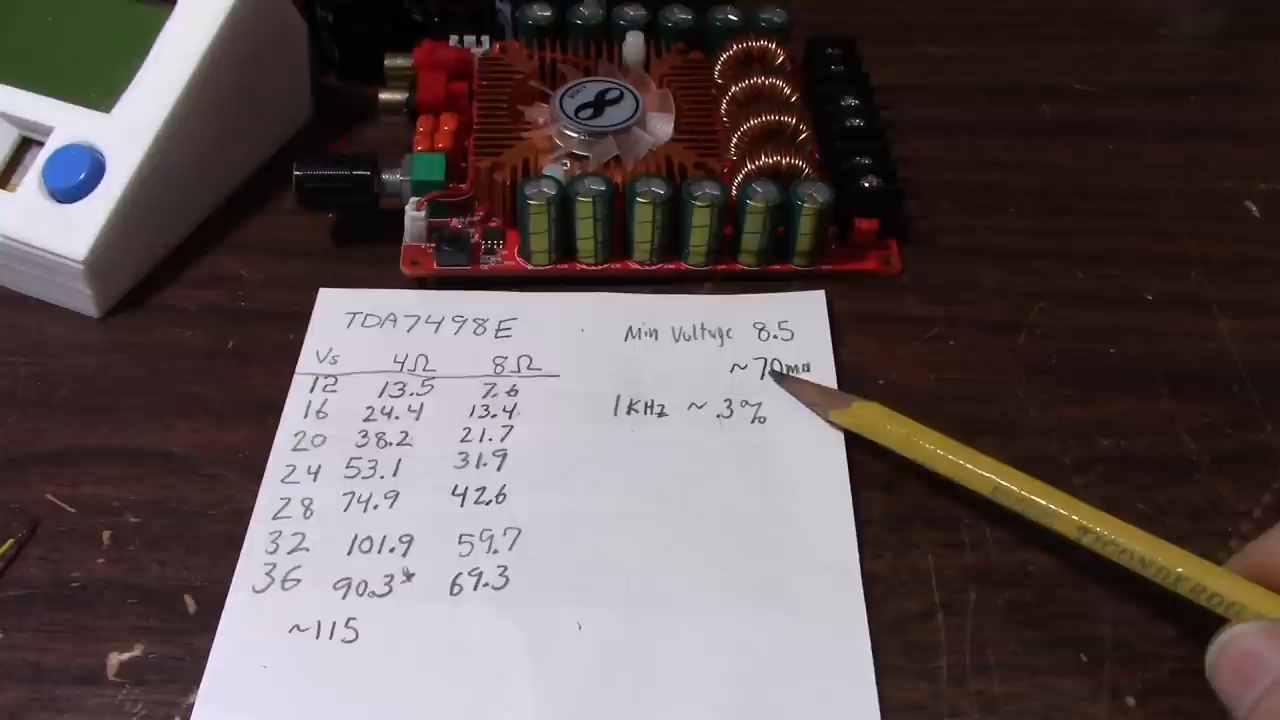 TDA7498E
Vs 4Ω 8Ω
12 13.5 7.6
16 24.4 13.4
20 38.2 21.7
24 53.1 31.9
28 74.9 42.6
32 101.9 59.7
36 90.3* 69.3
~115
Min Voltage 8.5
~70ma
1KHz ~.3%